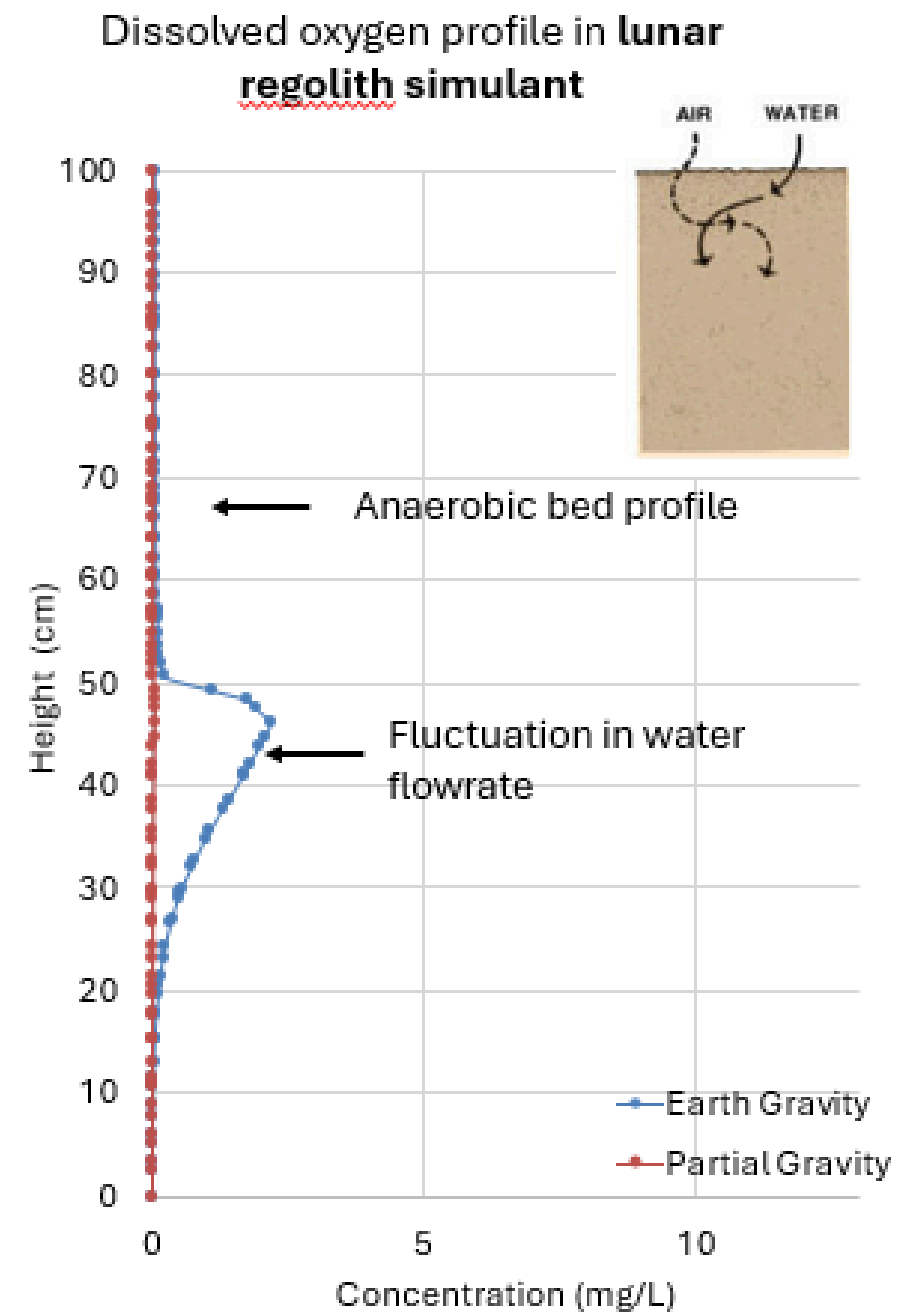 Dissolved oxygen profile in lunar
regolith simulant
AIR WATER
100
90
80
70
Anaerobic bed profile
60
50
Height (cm)
Fluctuation in water
flowrate
40
30
20
10
Earth Gravity
Partial Gravity
0
0 5 10
Concentration (mg/L)